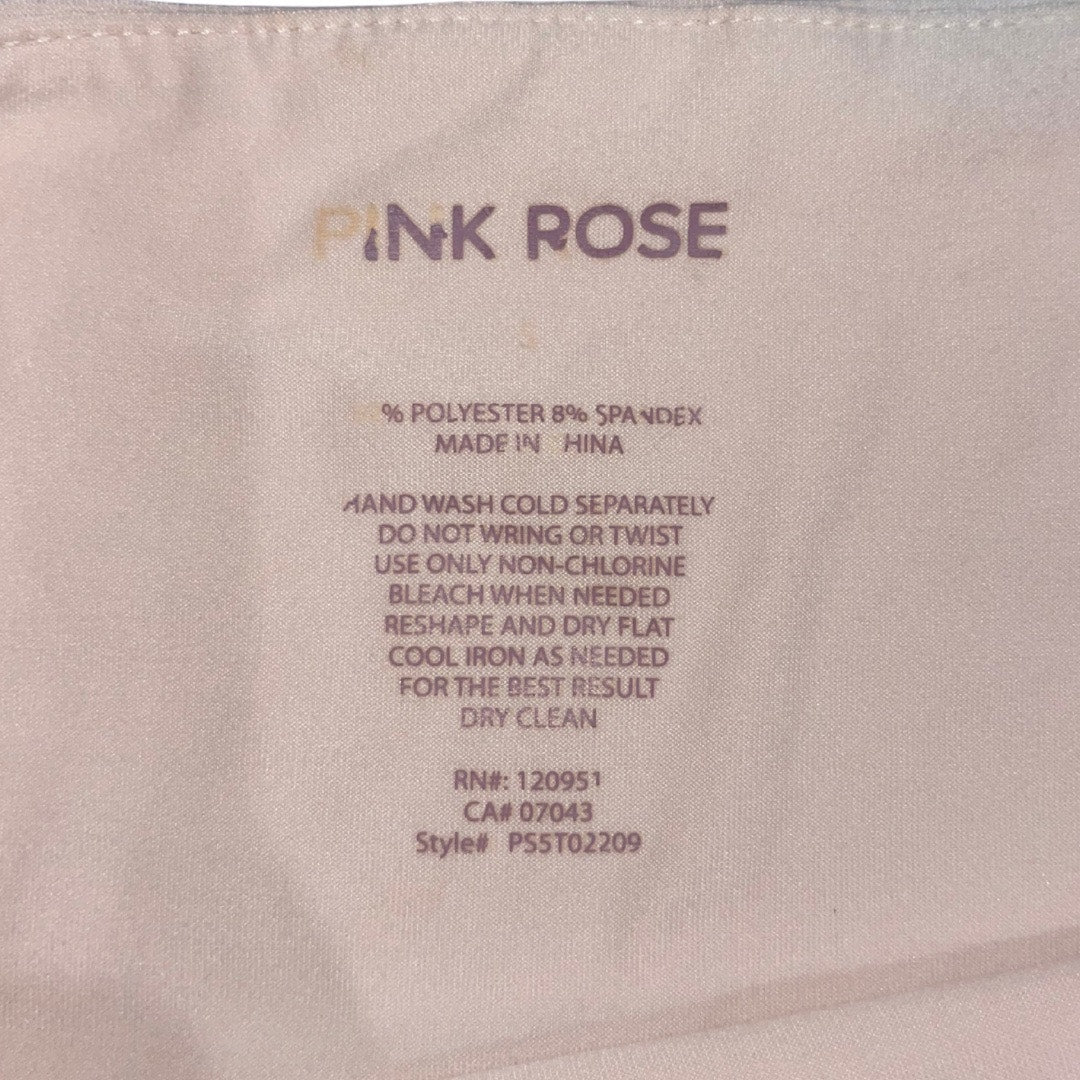 PINK ROSE
S
% POLYESTER 8% SPANDEX
MADE IN HINA
HAND WASH COLD SEPARATELY
DO NOT WRING OR TWIST
USE ONLY NON-CHLORINE
BLEACH WHEN NEEDED
RESHAPE AND DRY FLAT
COOL IRON AS NEEDED
FOR THE BEST RESULT
DRY CLEAN
RN#: 120951
CA# 07043
Style# PS5T02209